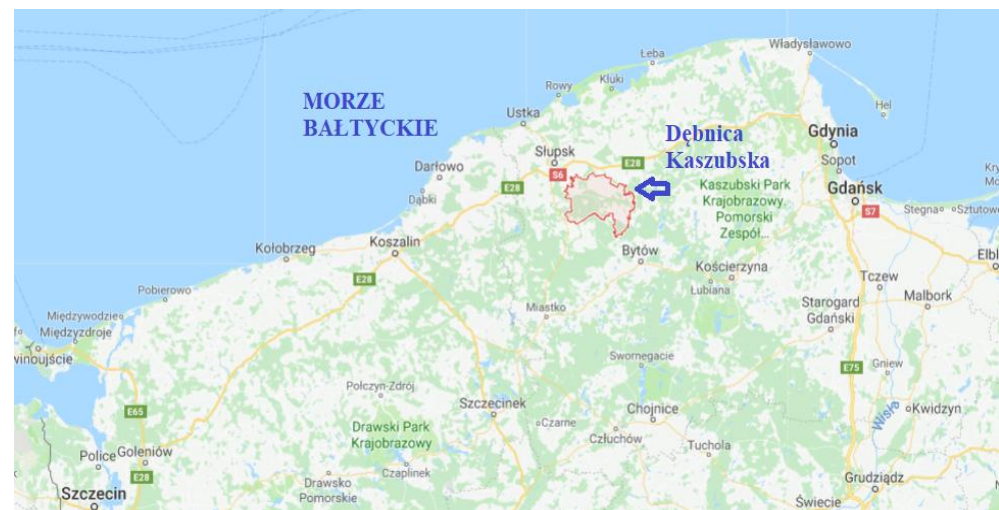 Władysławowo
Łeba
Kluki
Rowy
MORZE
BAŁTYCKIE
Ustka
Hel
Dębnica
Kaszubska
Gdynia
Słupsk
E28
Sopot
Darłowo
S6
E28
Kaszubski Park
Krajobrazowy.
Pomorski
Zespół...
Gdańsk
S7
Dąbki
Stegna
Sztutowo
Kołobrzeg
Koszalin
Bytów
Elbl
Kościerzyna
E28
Łubiana
Tczew
Pobierowo
Malbork
Miastko
Starogard
Gdański
Międzywodzie
Międzyzdroje
winoujście
Swornegacie
E75
Gniew
Połczyn-Zdrój
Szczecinek
Chojnice
Wisła
Kwidzyn
E65
Czarne
Drawski Park
Krajobrazowy
Człuchów
Tuchola
Police
Goleniów
Czaplinek
E28
Drawsko
Pomorskie
Grudziądz
Szczecin
Świecie